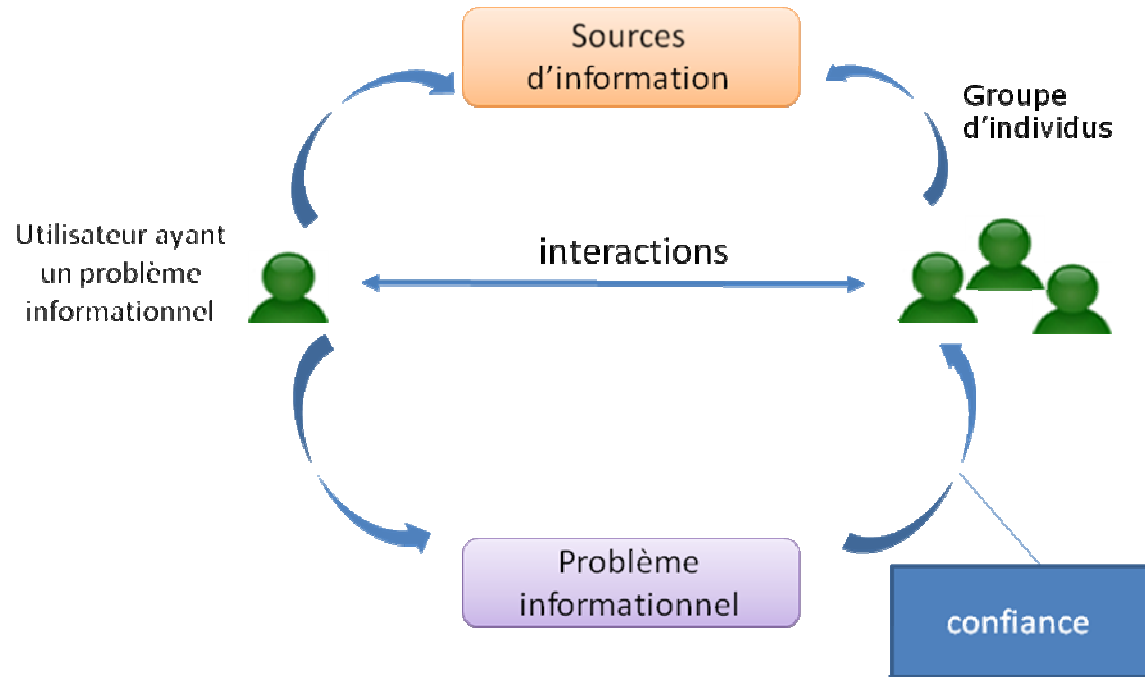 Sources
d'information
Groupe
d'individus
Utilisateur ayant
un problème
informationnel
interactions
Problème
informationnel
confiance